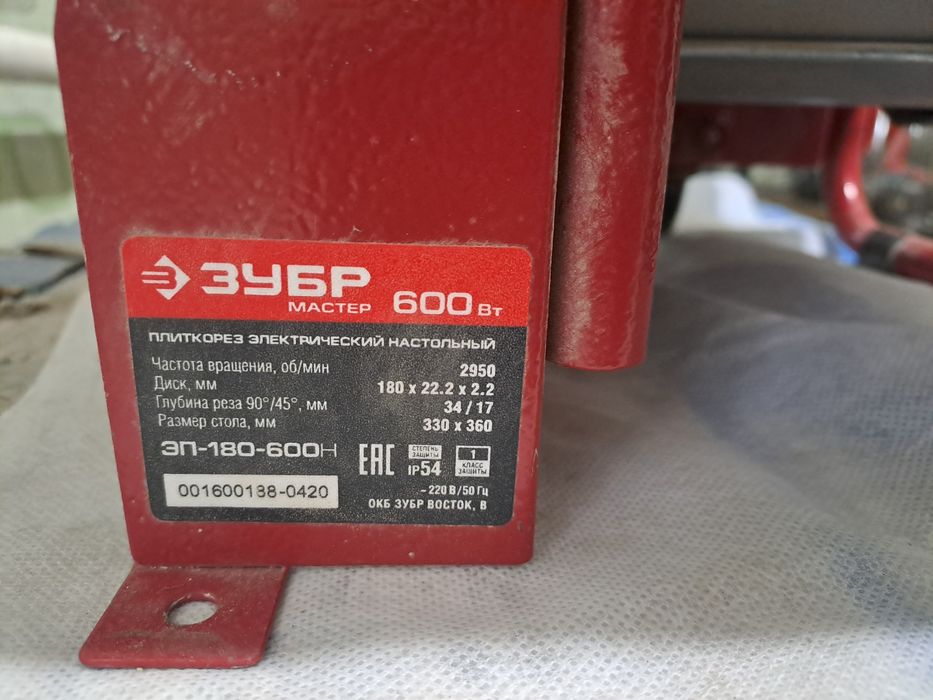 ЗУБР
МАСТЕР 600 Вт
ПЛИТКОРЕЗ ЭЛЕКТРИЧЕСКИЙ НАСТОЛЬНЫЙ
Частота вращения, об/мин 2950
Диск, мм 180 x 22.2 x 2.2
Глубина реза 90°/45°, мм 34 / 17
Размер стола, мм 330 x 360
ЭП-180-600Н
EAC
СТЕПЕНЬ ЗАЩИТЫ
IP54
1
КЛАСС ЗАЩИТЫ
001600138-0420
~ 220 В/50 Гц
ОКБ ЗУБР ВОСТОК, В